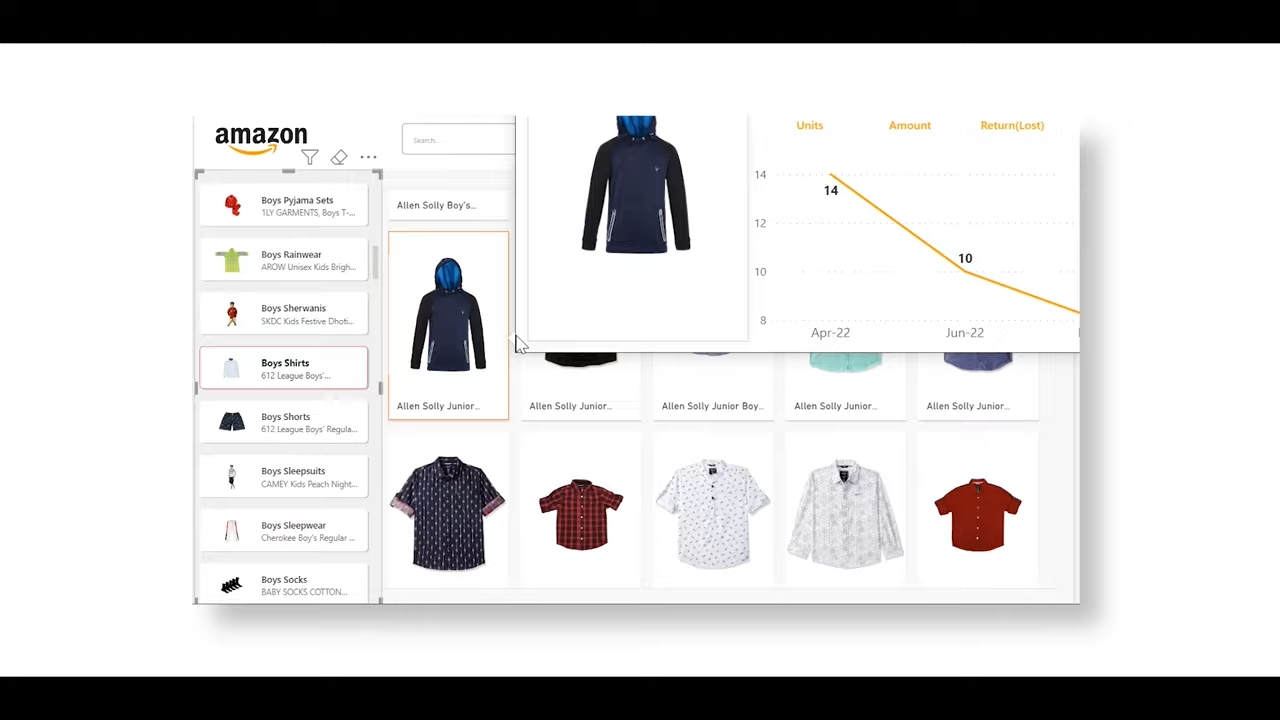 amazon
Search..
Boys Pyjama Sets
1LY GARMENTS, Boys T-...
Boys Rainwear
AROW Unisex Kids Brigh...
Boys Sherwanis
SKDC Kids Festive Dhoti...
Boys Shirts
612 League Boys'...
Boys Shorts
612 League Boys' Regula...
Boys Sleepsuits
CAMEY Kids Peach Night...
Boys Sleepwear
Cherokee Boy's Regular ...
Boys Socks
BABY SOCKS COTTON...
Allen Solly Boy's...
Units Amount Return(Lost)
14
14
12
10
10
8
Apr-22 Jun-22
Allen Solly Junior...
Allen Solly Junior...
Allen Solly Junior Boy...
Allen Solly Junior...
Allen Solly Junior...